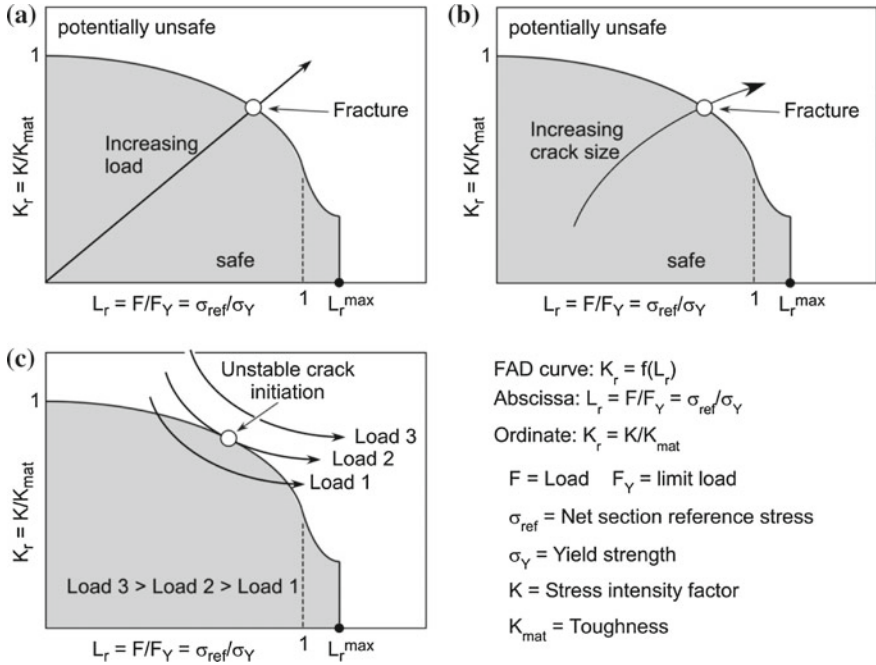 (a)
potentially unsafe
1
Fracture
Increasing
load
safe
K_r = K/K_mat
L_r = F/F_Y = σ_ref/σ_Y
1
L_r^max
(b)
potentially unsafe
1
Fracture
Increasing
crack size
safe
K_r = K/K_mat
L_r = F/F_Y = σ_ref/σ_Y
1
L_r^max
(c)
Unstable crack
initiation
1
Load 3
Load 2
Load 1
Load 3 > Load 2 > Load 1
K_r = K/K_mat
L_r = F/F_Y = σ_ref/σ_Y
1
L_r^max
FAD curve: K_r = f(L_r)
Abscissa: L_r = F/F_Y = σ_ref/σ_Y
Ordinate: K_r = K/K_mat
F = Load F_Y = limit load
σ_ref = Net section reference stress
σ_Y = Yield strength
K = Stress intensity factor
K_mat = Toughness